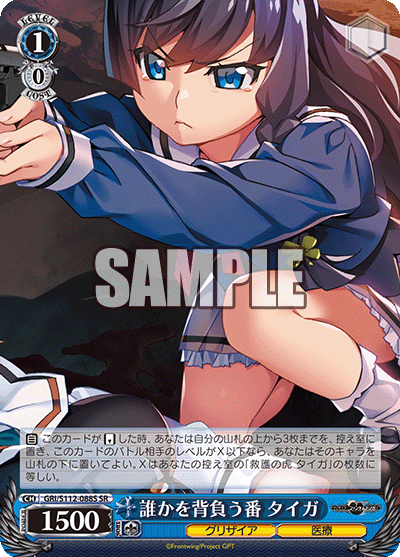 LEVEL
1
0
COST
SAMPLE
このカードが【】した時、あなたは自分の山札の上から3枚までを、控え室に
置き、このカードのバトル相手のレベルがX以下なら、あなたはそのキャラを
山札の下に置いてよい。Xはあなたの控え室の「救護の虎 タイガ」の枚数に
等しい。
CH GRI/S112-088S SR
誰かを背負う番 タイガ
POWER 1500
グリザイア 医療
©Frontwing/Project GPT